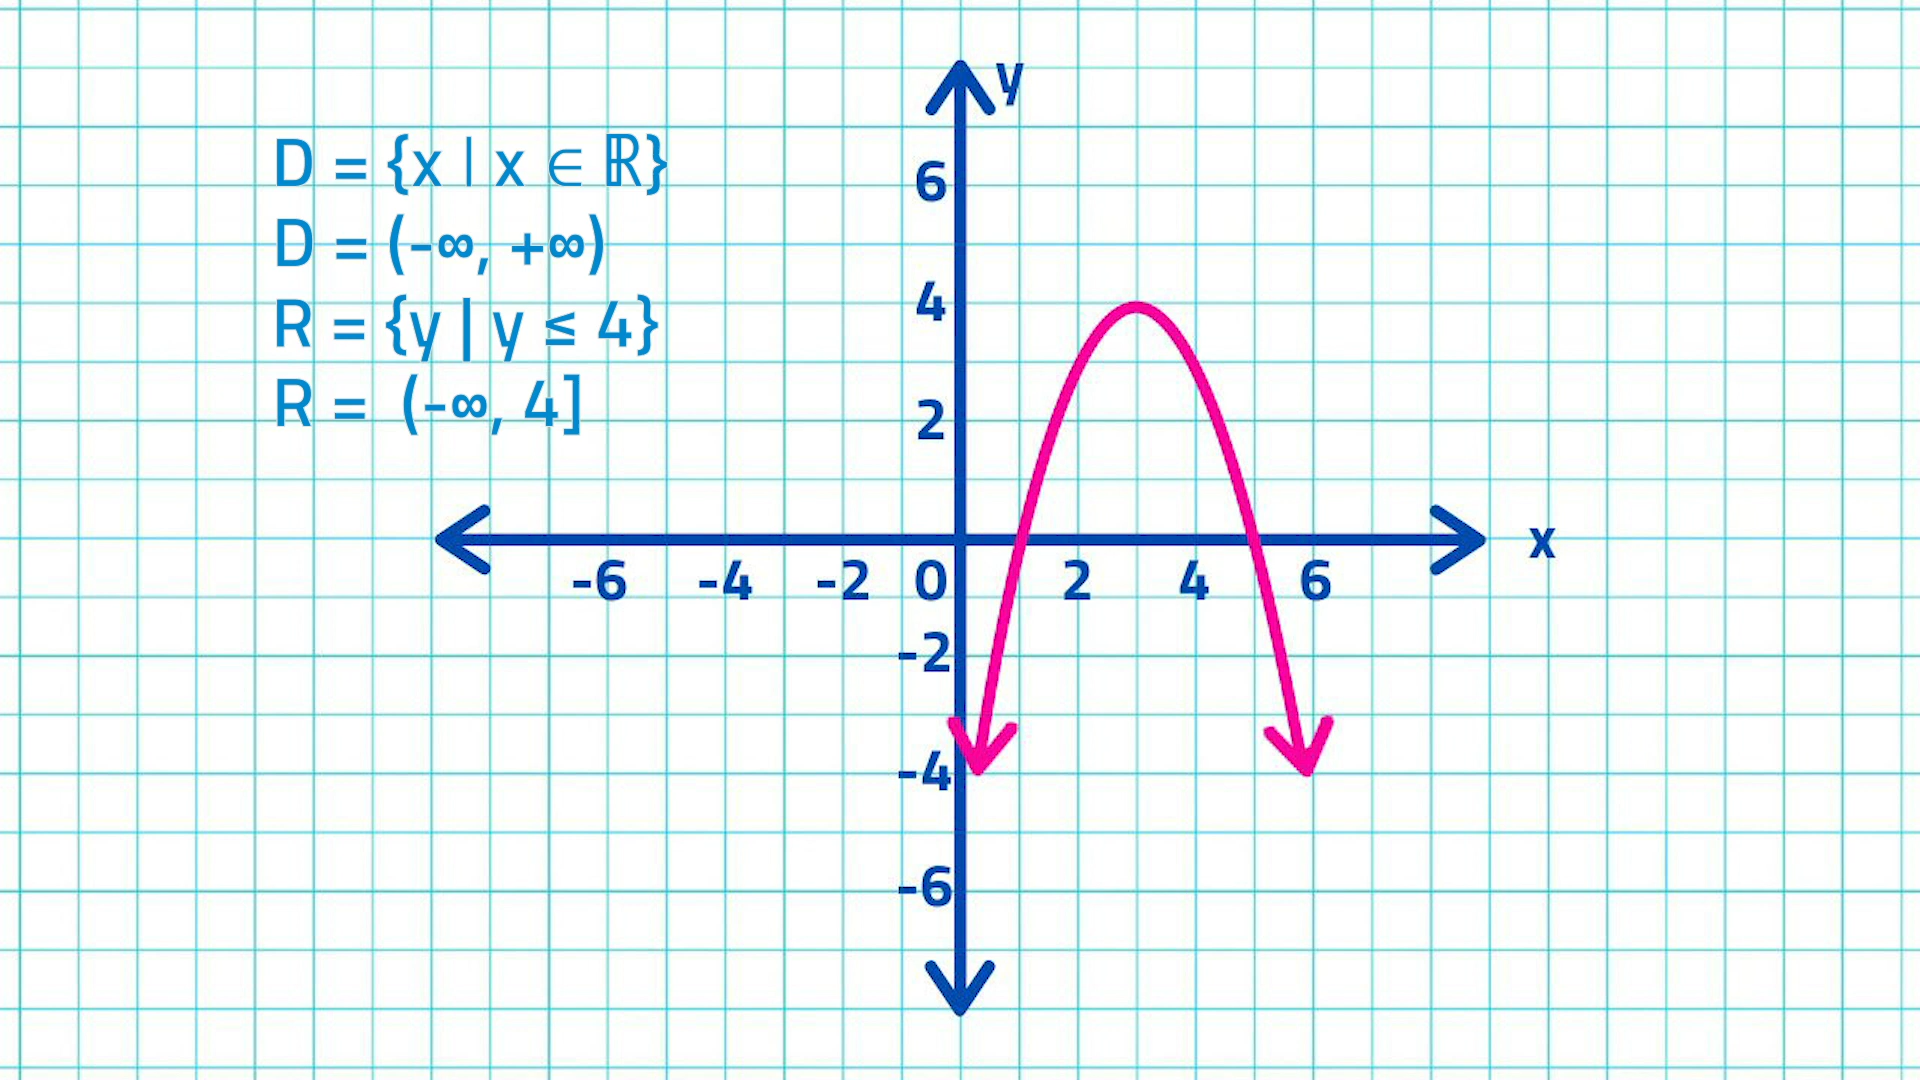 y
D = {x | x ∈ ℝ}
D = (-∞, +∞)
R = {y | y ≤ 4}
R = (-∞, 4]
6
4
2
x
-6 -4 -2 0 2 4 6
-2
-4
-6